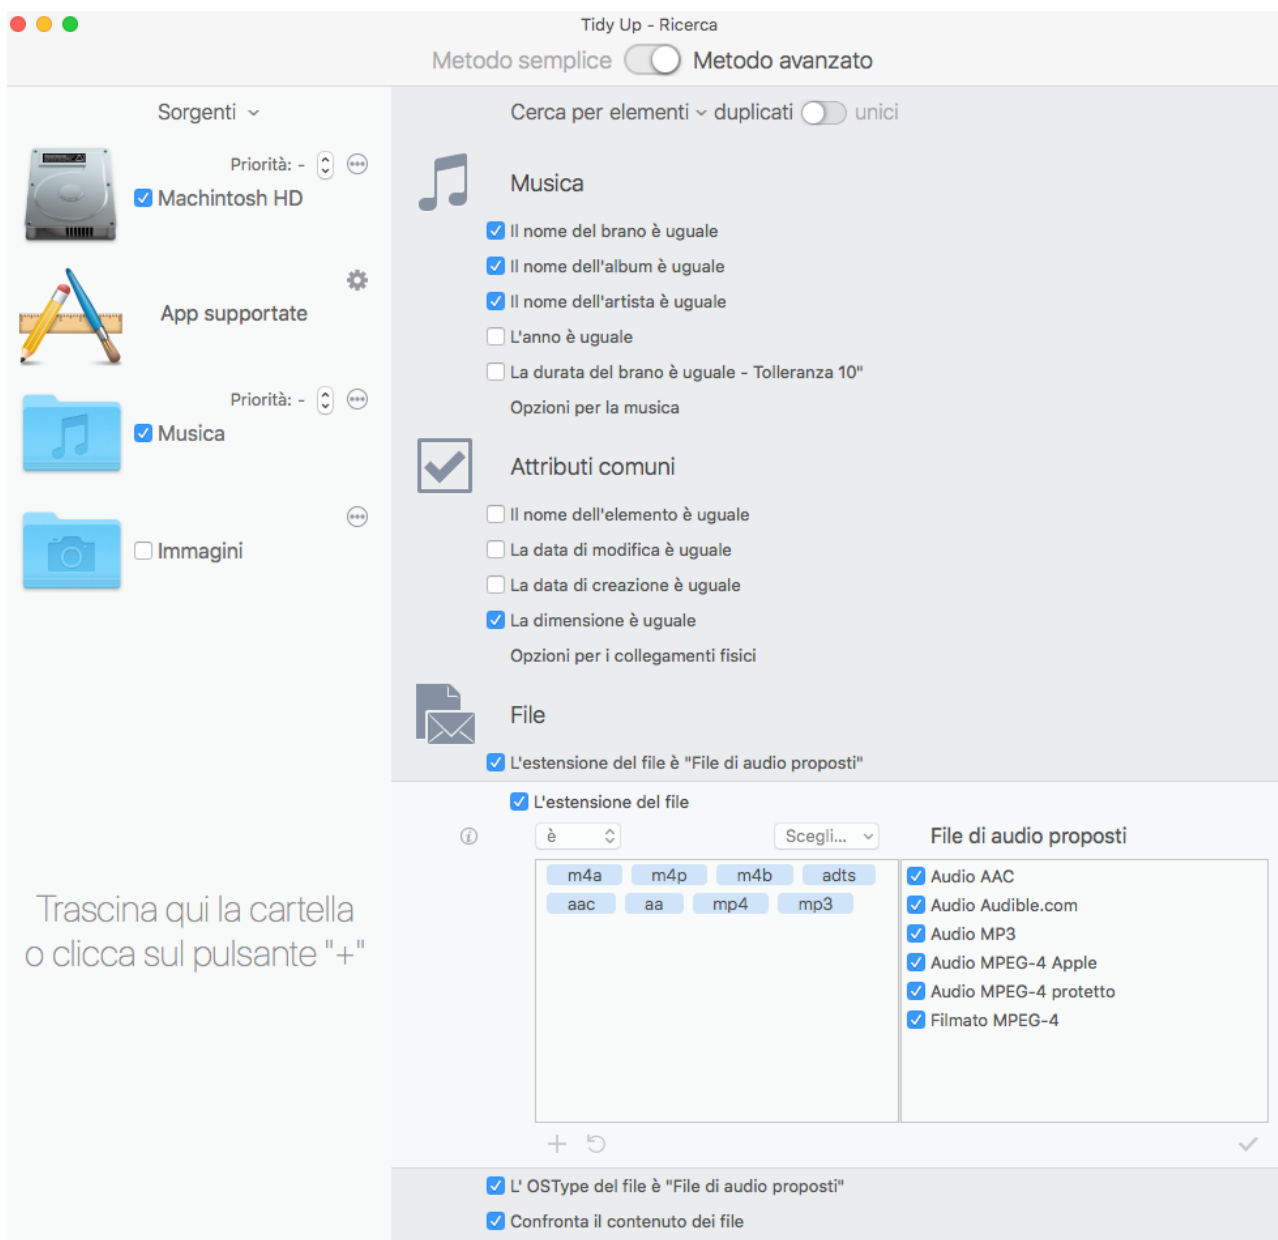 Tidy Up - Ricerca
Metodo semplice Metodo avanzato
Sorgenti
Priorità: -
Machintosh HD
App supportate
Priorità: -
Musica
Immagini
Trascina qui la cartella
o clicca sul pulsante "+"
Cerca per elementi duplicati unici
Musica
Il nome del brano è uguale
Il nome dell'album è uguale
Il nome dell'artista è uguale
L'anno è uguale
La durata del brano è uguale - Tolleranza 10"
Opzioni per la musica
Attributi comuni
Il nome dell'elemento è uguale
La data di modifica è uguale
La data di creazione è uguale
La dimensione è uguale
Opzioni per i collegamenti fisici
File
L'estensione del file è "File di audio proposti"
L'estensione del file
è Scegli... File di audio proposti
m4a m4p m4b adts
aac aa mp4 mp3
Audio AAC
Audio Audible.com
Audio MP3
Audio MPEG-4 Apple
Audio MPEG-4 protetto
Filmato MPEG-4
L' OSType del file è "File di audio proposti"
Confronta il contenuto dei file